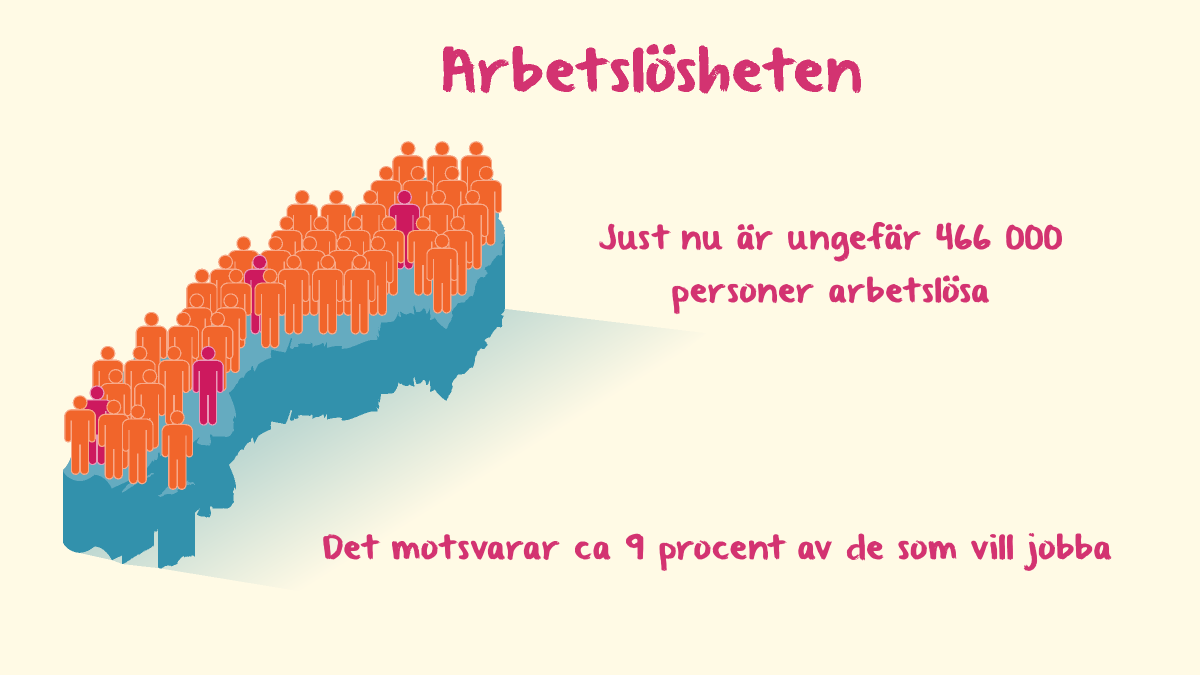 Arbetslösheten
Just nu är ungefär 466 000
personer arbetslösa
Det motsvarar ca 9 procent av de som vill jobba